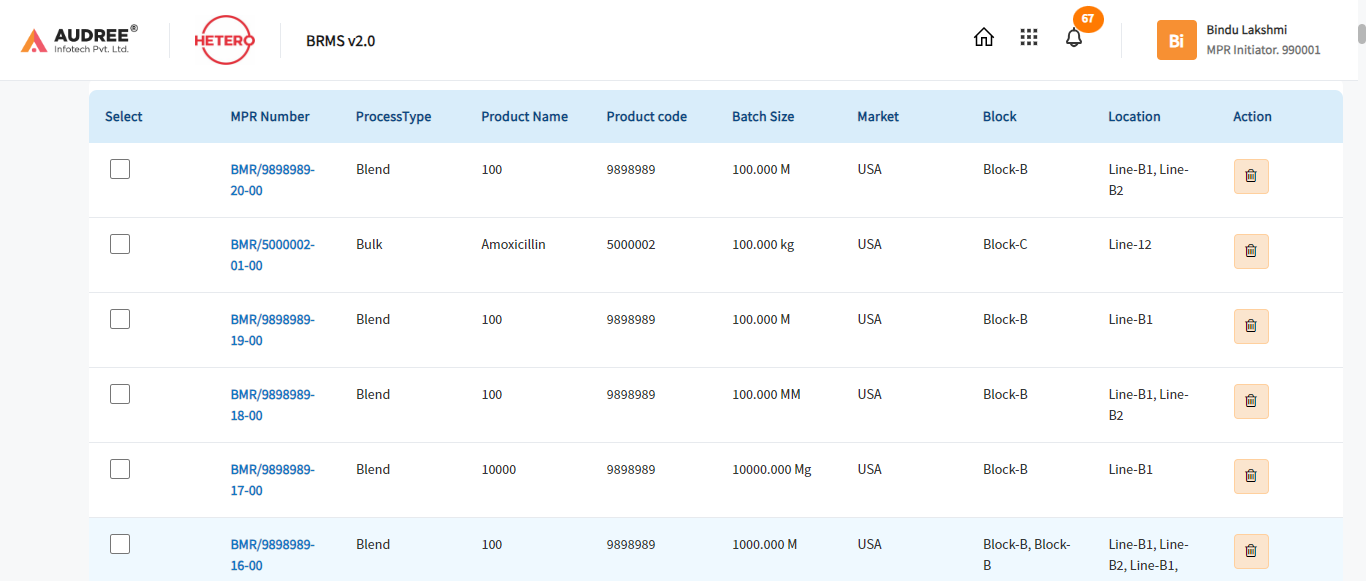 AUDREE®
Infotech Pvt. Ltd.
HETERO
BRMS v2.0
67
Bi
Bindu Lakshmi
MPR Initiator. 990001
Select MPR Number ProcessType Product Name Product code Batch Size Market Block Location Action
BMR/9898989- Blend 100 9898989 100.000 M USA Block-B Line-B1, Line-
20-00 B2
BMR/5000002- Bulk Amoxicillin 5000002 100.000 kg USA Block-C Line-12
01-00
BMR/9898989- Blend 100 9898989 100.000 M USA Block-B Line-B1
19-00
BMR/9898989- Blend 100 9898989 100.000 MM USA Block-B Line-B1, Line-
18-00 B2
BMR/9898989- Blend 10000 9898989 10000.000 Mg USA Block-B Line-B1
17-00
BMR/9898989- Blend 100 9898989 1000.000 M USA Block-B, Block- Line-B1, Line-
16-00 B B2, Line-B1,